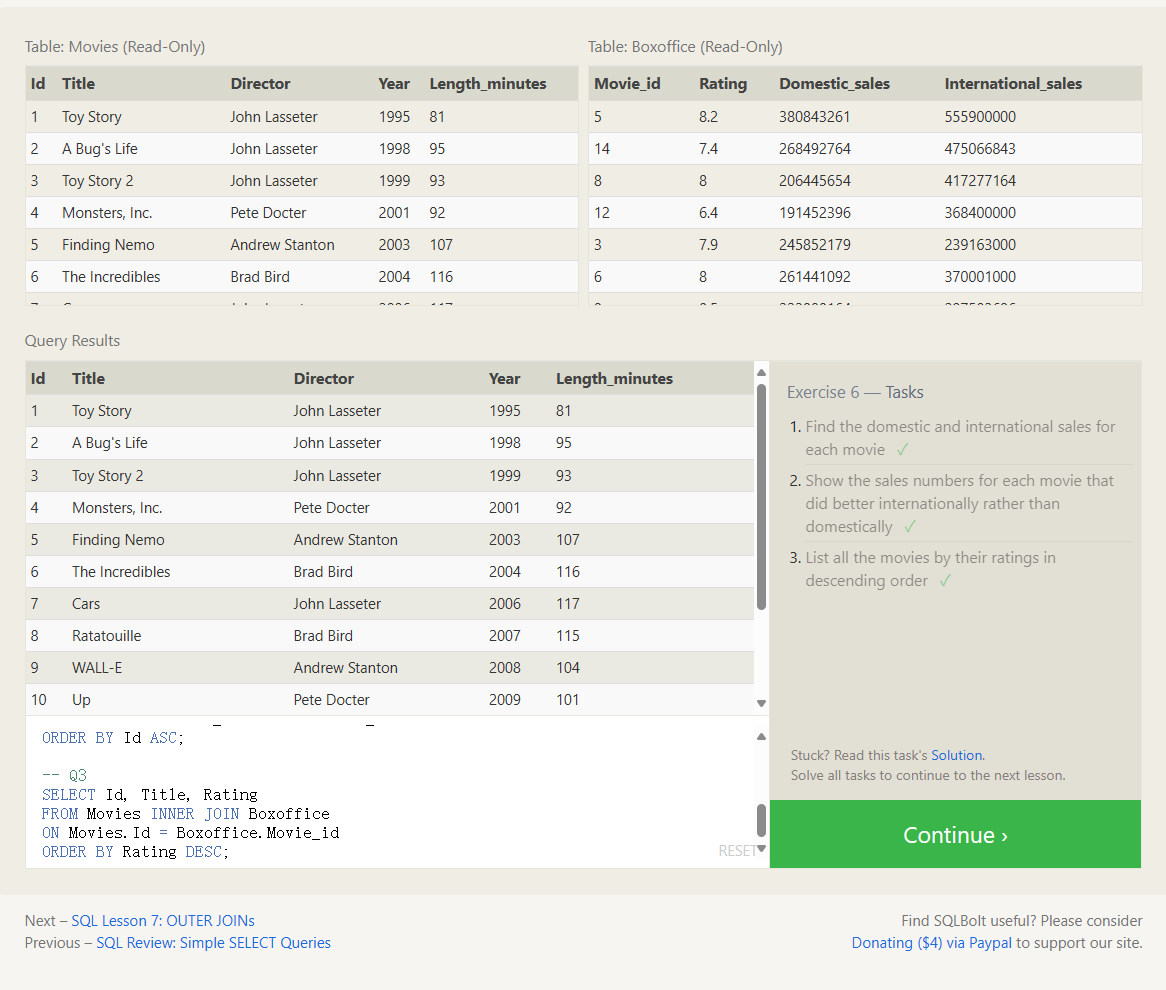 Table: Movies (Read-Only)
Id Title Director Year Length_minutes
1 Toy Story John Lasseter 1995 81
2 A Bug's Life John Lasseter 1998 95
3 Toy Story 2 John Lasseter 1999 93
4 Monsters, Inc. Pete Docter 2001 92
5 Finding Nemo Andrew Stanton 2003 107
6 The Incredibles Brad Bird 2004 116
Table: Boxoffice (Read-Only)
Movie_id Rating Domestic_sales International_sales
5 8.2 380843261 555900000
14 7.4 268492764 475066843
8 8 206445654 417277164
12 6.4 191452396 368400000
3 7.9 245852179 239163000
6 8 261441092 370001000
Query Results
Id Title Director Year Length_minutes
1 Toy Story John Lasseter 1995 81
2 A Bug's Life John Lasseter 1998 95
3 Toy Story 2 John Lasseter 1999 93
4 Monsters, Inc. Pete Docter 2001 92
5 Finding Nemo Andrew Stanton 2003 107
6 The Incredibles Brad Bird 2004 116
7 Cars John Lasseter 2006 117
8 Ratatouille Brad Bird 2007 115
9 WALL-E Andrew Stanton 2008 104
10 Up Pete Docter 2009 101
ORDER BY Id ASC;
-- Q3
SELECT Id, Title, Rating
FROM Movies INNER JOIN Boxoffice
ON Movies.Id = Boxoffice.Movie_id
ORDER BY Rating DESC;
RESET
Exercise 6 — Tasks
1. Find the domestic and international sales for
each movie ✓
2. Show the sales numbers for each movie that
did better internationally rather than
domestically ✓
3. List all the movies by their ratings in
descending order ✓
Stuck? Read this task's Solution.
Solve all tasks to continue to the next lesson.
Continue ›
Next – SQL Lesson 7: OUTER JOINs
Previous – SQL Review: Simple SELECT Queries
Find SQLBolt useful? Please consider
Donating ($4) via Paypal to support our site.